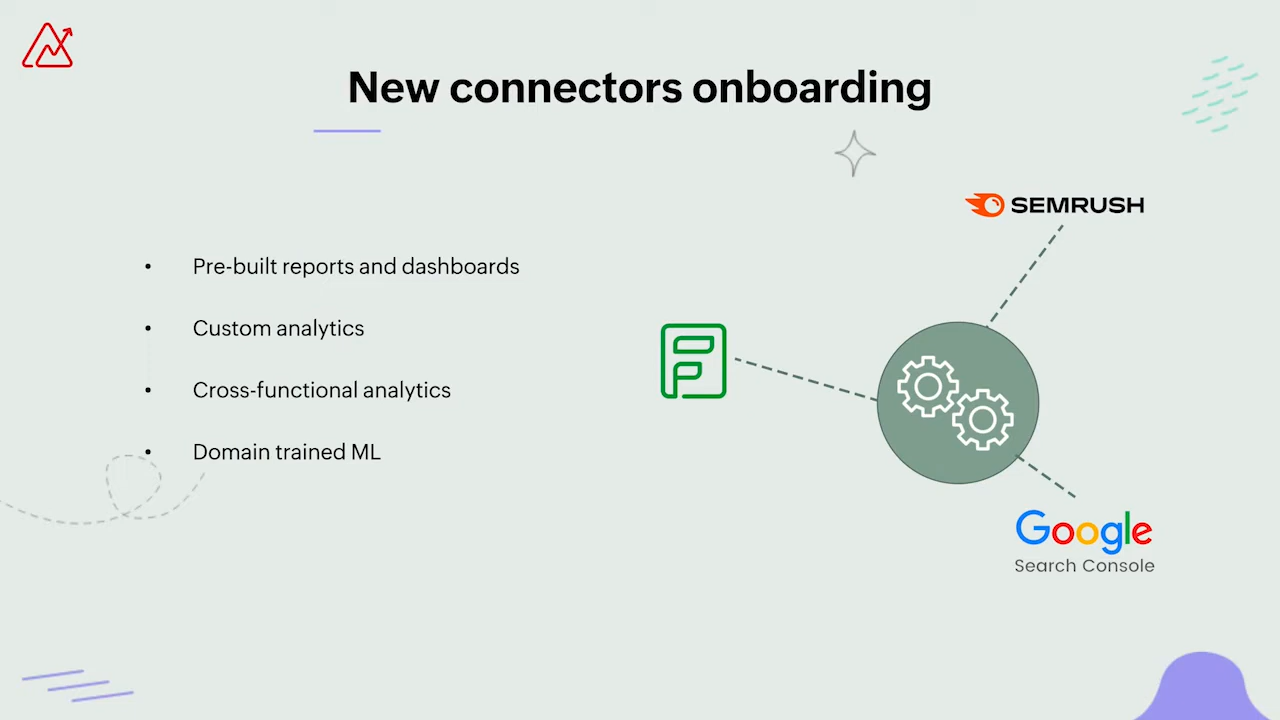 New connectors onboarding
SEMRUSH
• Pre-built reports and dashboards
• Custom analytics
• Cross-functional analytics
• Domain trained ML
Google
Search Console